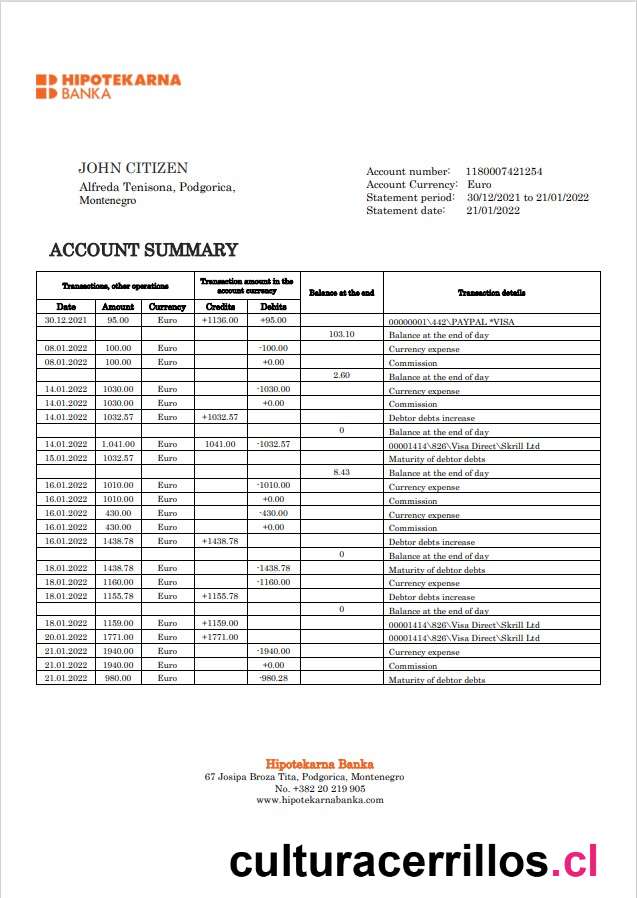 HIPOTEKARNA
BANKA
JOHN CITIZEN
Alfreda Tenisona, Podgorica,
Montenegro
Account number: 1180007421254
Account Currency: Euro
Statement period: 30/12/2021 to 21/01/2022
Statement date: 21/01/2022
ACCOUNT SUMMARY
Transactions, other operations Transaction amount in the account currency Balance at the end Transaction details
Date Amount Currency Credits Debits
30.12.2021 95.00 Euro +1136.00 +95.00 00000001\442\PAYPAL *VISA
103.10 Balance at the end of day
08.01.2022 100.00 Euro -100.00 Currency expense
08.01.2022 100.00 Euro +0.00 Commission
2.60 Balance at the end of day
14.01.2022 1030.00 Euro -1030.00 Currency expense
14.01.2022 1030.00 Euro +0.00 Commission
14.01.2022 1032.57 Euro +1032.57 Debtor debts increase
0 Balance at the end of day
14.01.2022 1.041.00 Euro 1041.00 -1032.57 00001414\826\Visa Direct\Skrill Ltd
15.01.2022 1032.57 Euro Maturity of debtor debts
8.43 Balance at the end of day
16.01.2022 1010.00 Euro -1010.00 Currency expense
16.01.2022 1010.00 Euro +0.00 Commission
16.01.2022 430.00 Euro -430.00 Currency expense
16.01.2022 430.00 Euro +0.00 Commission
16.01.2022 1438.78 Euro +1438.78 Debtor debts increase
0 Balance at the end of day
18.01.2022 1438.78 Euro -1438.78 Maturity of debtor debts
18.01.2022 1160.00 Euro -1160.00 Currency expense
18.01.2022 1155.78 Euro +1155.78 Debtor debts increase
0 Balance at the end of day
18.01.2022 1159.00 Euro +1159.00 00001414\826\Visa Direct\Skrill Ltd
20.01.2022 1771.00 Euro +1771.00 00001414\826\Visa Direct\Skrill Ltd
21.01.2022 1940.00 Euro -1940.00 Currency expense
21.01.2022 1940.00 Euro +0.00 Commission
21.01.2022 980.00 Euro -980.28 Maturity of debtor debts
Hipotekarna Banka
67 Josipa Broza Tita, Podgorica, Montenegro
No. +382 20 219 905
www.hipotekarnabanka.com
culturacerrillos.cl